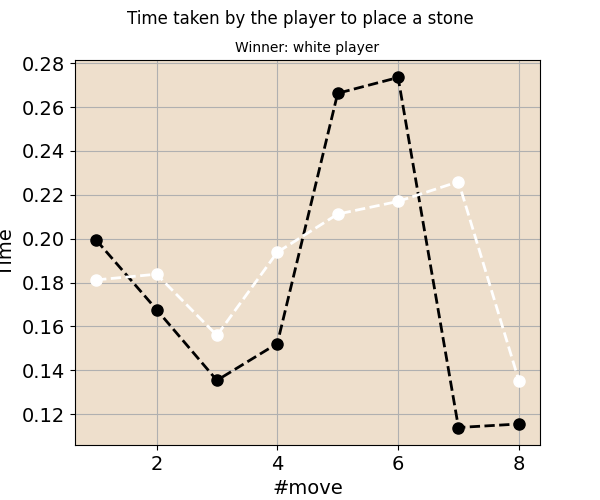 Time taken by the player to place a stone
Winner: white player
0.28
0.26
0.24
0.22
0.20
0.18
0.16
0.14
0.12
Time
2 4 6 8
#move